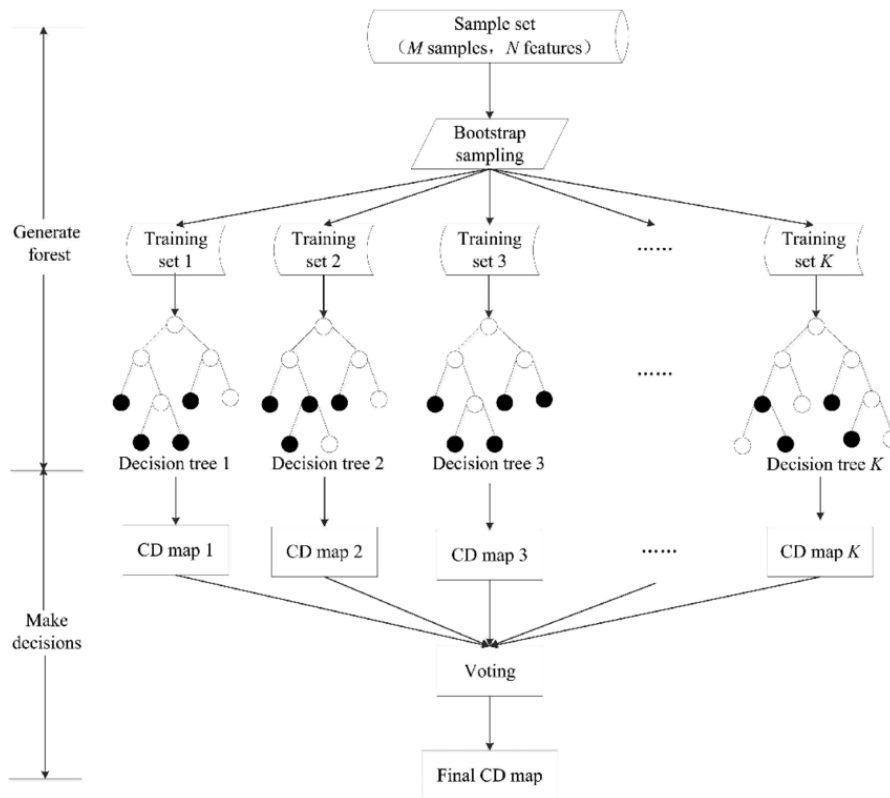 Sample set
（M samples， N features）
Bootstrap
sampling
Generate
forest
Training
set 1
Training
set 2
Training
set 3
……
Training
set K
……
Decision tree 1
Decision tree 2
Decision tree 3
Decision tree K
CD map 1
CD map 2
CD map 3
……
CD map K
Make
decisions
Voting
Final CD map